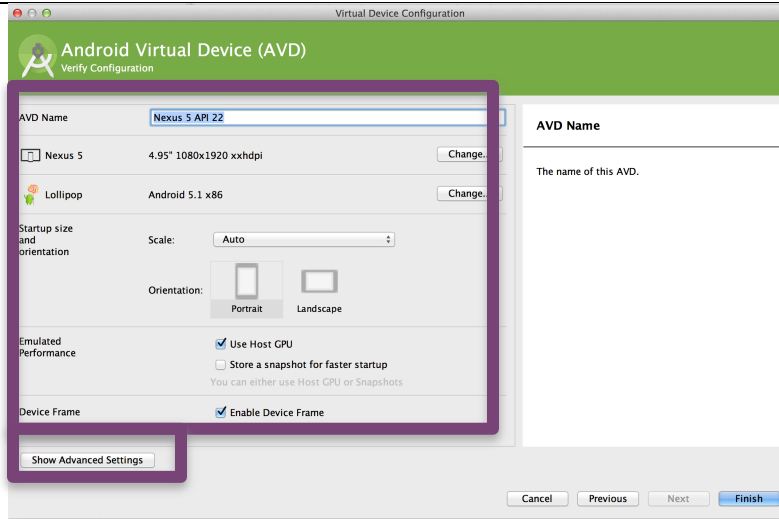 Virtual Device Configuration
Android Virtual Device (AVD)
Verify Configuration
AVD Name
Nexus 5 API 22
Nexus 5
4.95" 1080x1920 xxhdpi
Change...
Lollipop
Android 5.1 x86
Change...
Startup size
and
orientation
Scale:
Auto
Orientation:
Portrait
Landscape
Emulated
Performance
Use Host GPU
Store a snapshot for faster startup
You can either use Host GPU or Snapshots
Device Frame
Enable Device Frame
Show Advanced Settings
AVD Name
The name of this AVD.
Cancel
Previous
Next
Finish